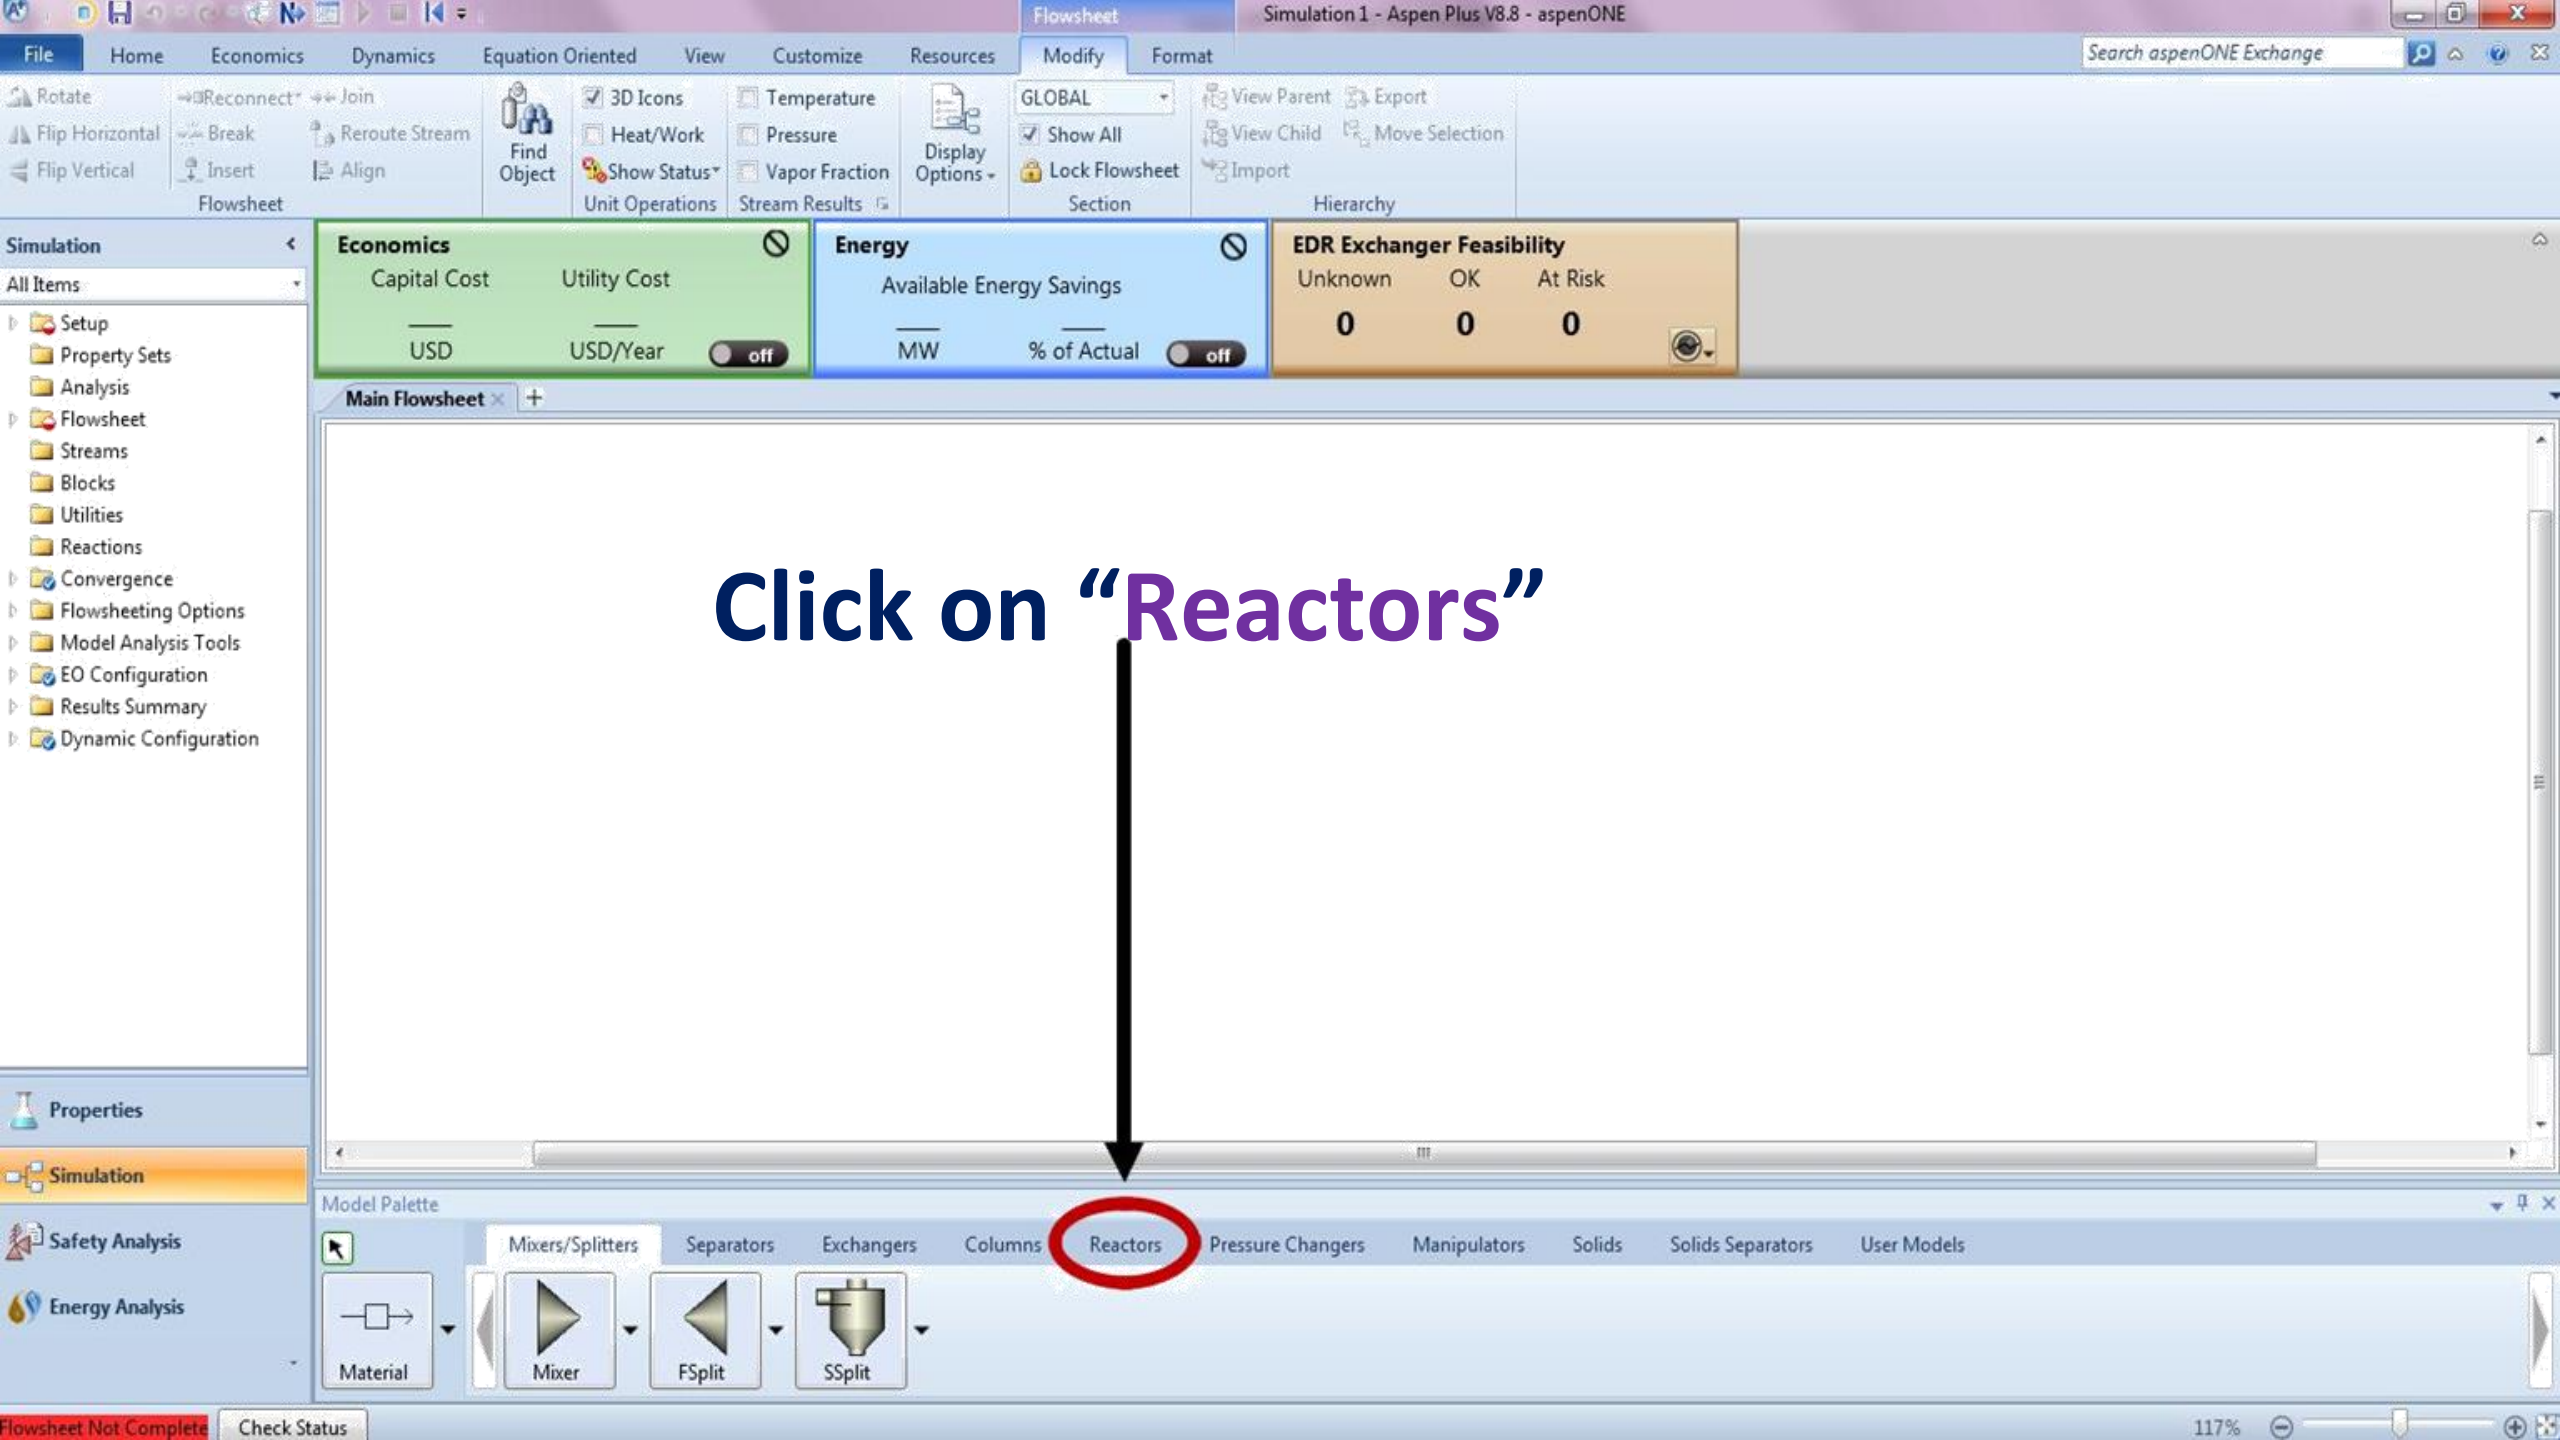 Flowsheet
Simulation 1 - Aspen Plus V8.8 - aspenONE
File Home Economics Dynamics Equation Oriented View Customize Resources Modify Format
Search aspenONE Exchange
Rotate Reconnect Join
Flip Horizontal Break Reroute Stream
Flip Vertical Insert Align
Flowsheet
Find
Object
3D Icons
Heat/Work
Show Status
Unit Operations
Temperature
Pressure
Vapor Fraction
Stream Results
Display
Options
GLOBAL
Show All
Lock Flowsheet
Section
View Parent Export
View Child Move Selection
Import
Hierarchy
Simulation
All Items
Setup
Property Sets
Analysis
Flowsheet
Streams
Blocks
Utilities
Reactions
Convergence
Flowsheeting Options
Model Analysis Tools
EO Configuration
Results Summary
Dynamic Configuration
Properties
Simulation
Safety Analysis
Energy Analysis
Economics
Capital Cost Utility Cost
USD USD/Year off
Energy
Available Energy Savings
MW % of Actual off
EDR Exchanger Feasibility
Unknown OK At Risk
0 0 0
Main Flowsheet
Click on “Reactors”
Model Palette
Mixers/Splitters Separators Exchangers Columns Reactors Pressure Changers Manipulators Solids Solids Separators User Models
Material Mixer FSplit SSplit
Flowsheet Not Complete Check Status
117%